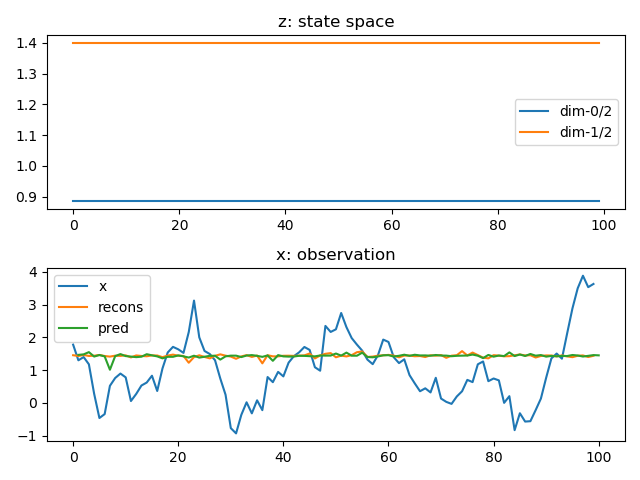 z: state space
1.4
1.3
1.2
1.1
1.0
0.9
dim-0/2
dim-1/2
0 20 40 60 80 100
x: observation
4
3
2
1
0
−1
x
recons
pred
0 20 40 60 80 100